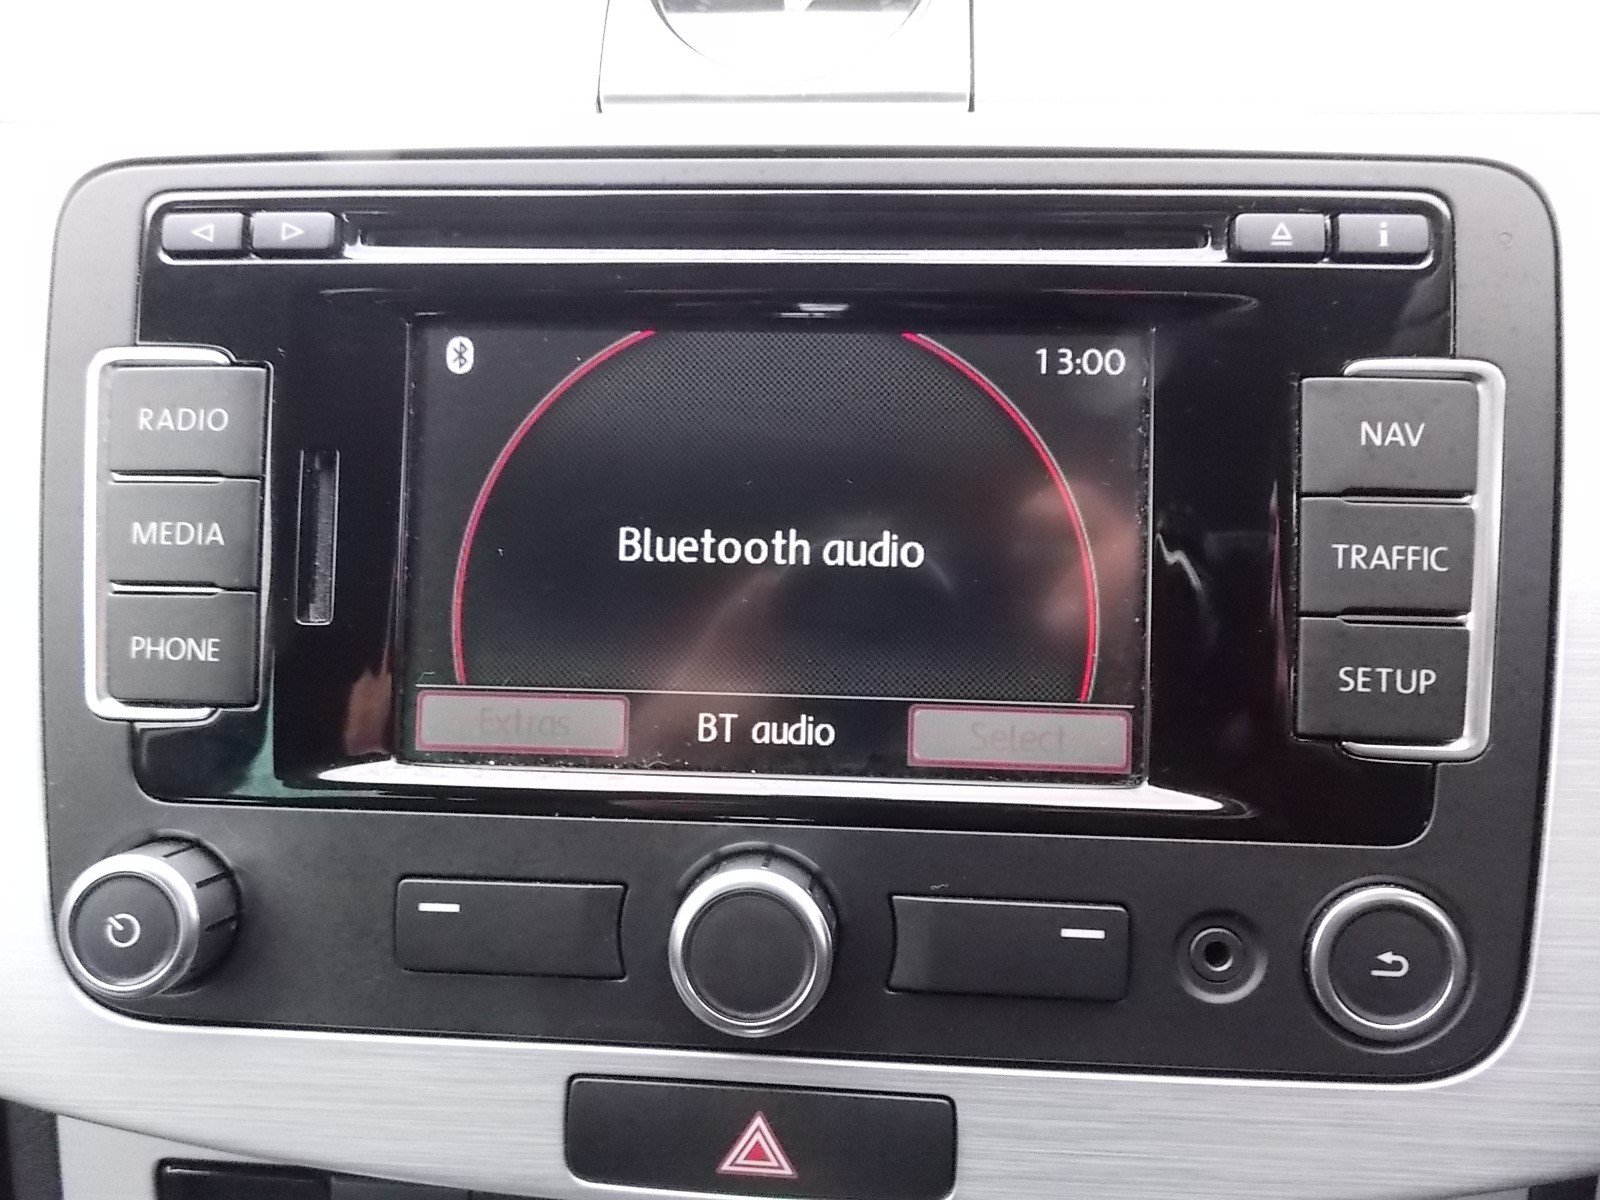 i
13:00
RADIO
MEDIA
PHONE
Bluetooth audio
NAV
TRAFFIC
SETUP
Extras
BT audio
Select